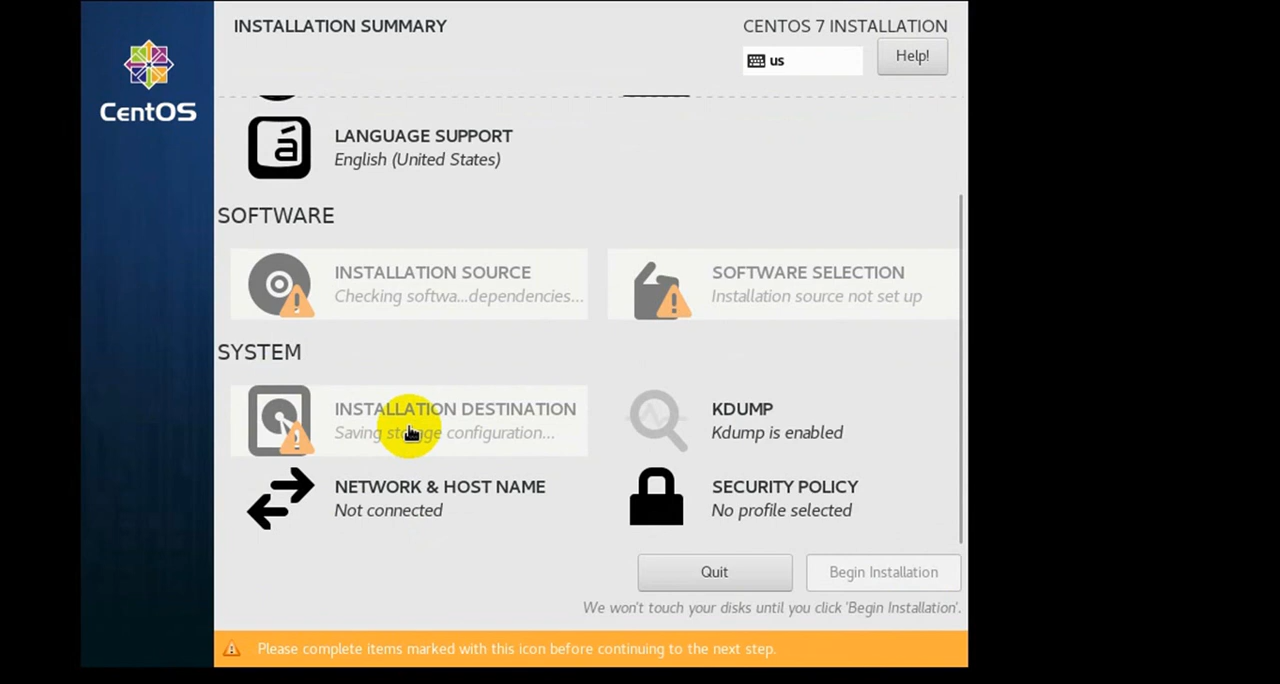 INSTALLATION SUMMARY
CENTOS 7 INSTALLATION
us
Help!
CentOS
á
LANGUAGE SUPPORT
English (United States)
SOFTWARE
INSTALLATION SOURCE
Checking softwa...dependencies...
SOFTWARE SELECTION
Installation source not set up
SYSTEM
INSTALLATION DESTINATION
Saving storage configuration...
KDUMP
Kdump is enabled
NETWORK & HOST NAME
Not connected
SECURITY POLICY
No profile selected
Quit
Begin Installation
We won't touch your disks until you click 'Begin Installation'.
Please complete items marked with this icon before continuing to the next step.